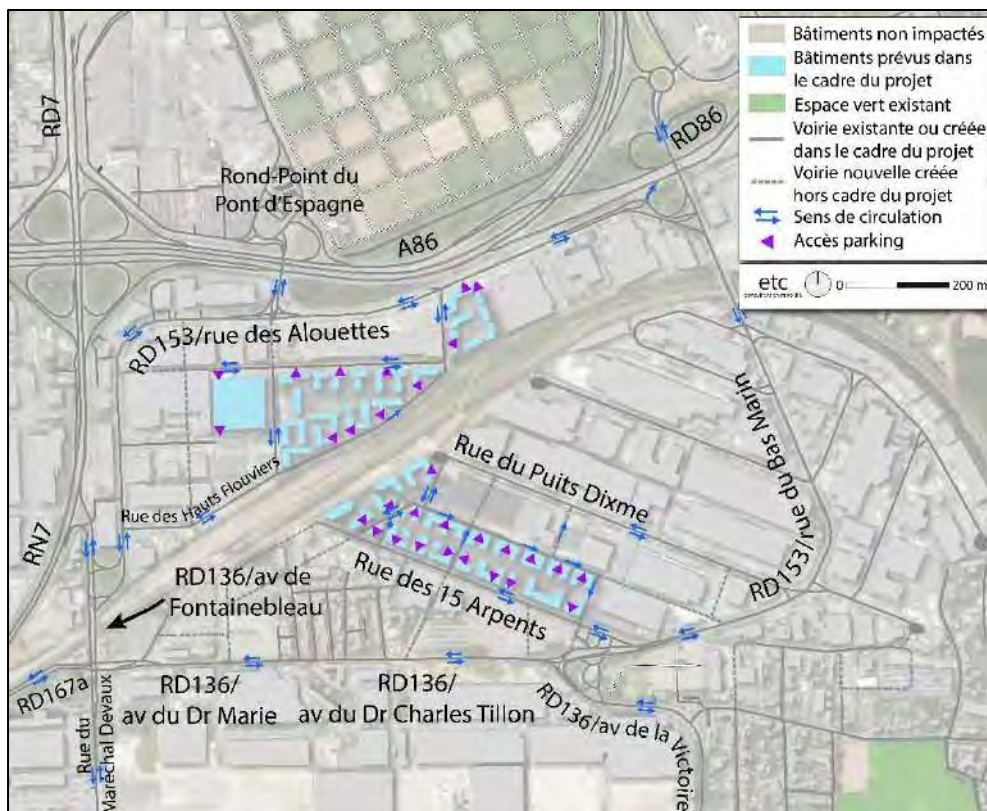 Bâtiments non impactés
Bâtiments prévus dans
le cadre du projet
Espace vert existant
Voirie existante ou créée
dans le cadre du projet
Voirie nouvelle créée
hors cadre du projet
Sens de circulation
Accès parking
etc
0
200 m
RD7
RD86
Rond-Point du
Pont d'Espagne
A86
RD153/rue des Alouettes
Rue des Hauts Flouviers
RN7
Rue du Puits Dixme
RD153/rue du Bas Marin
Rue des 15 Arpents
RD136/av de
Fontainebleau
RD167a
RD136/
av du Dr Marie
RD136/
av du Dr Charles Tillon
RD136/av de la Victoire
Rue du
Maréchal Devaux